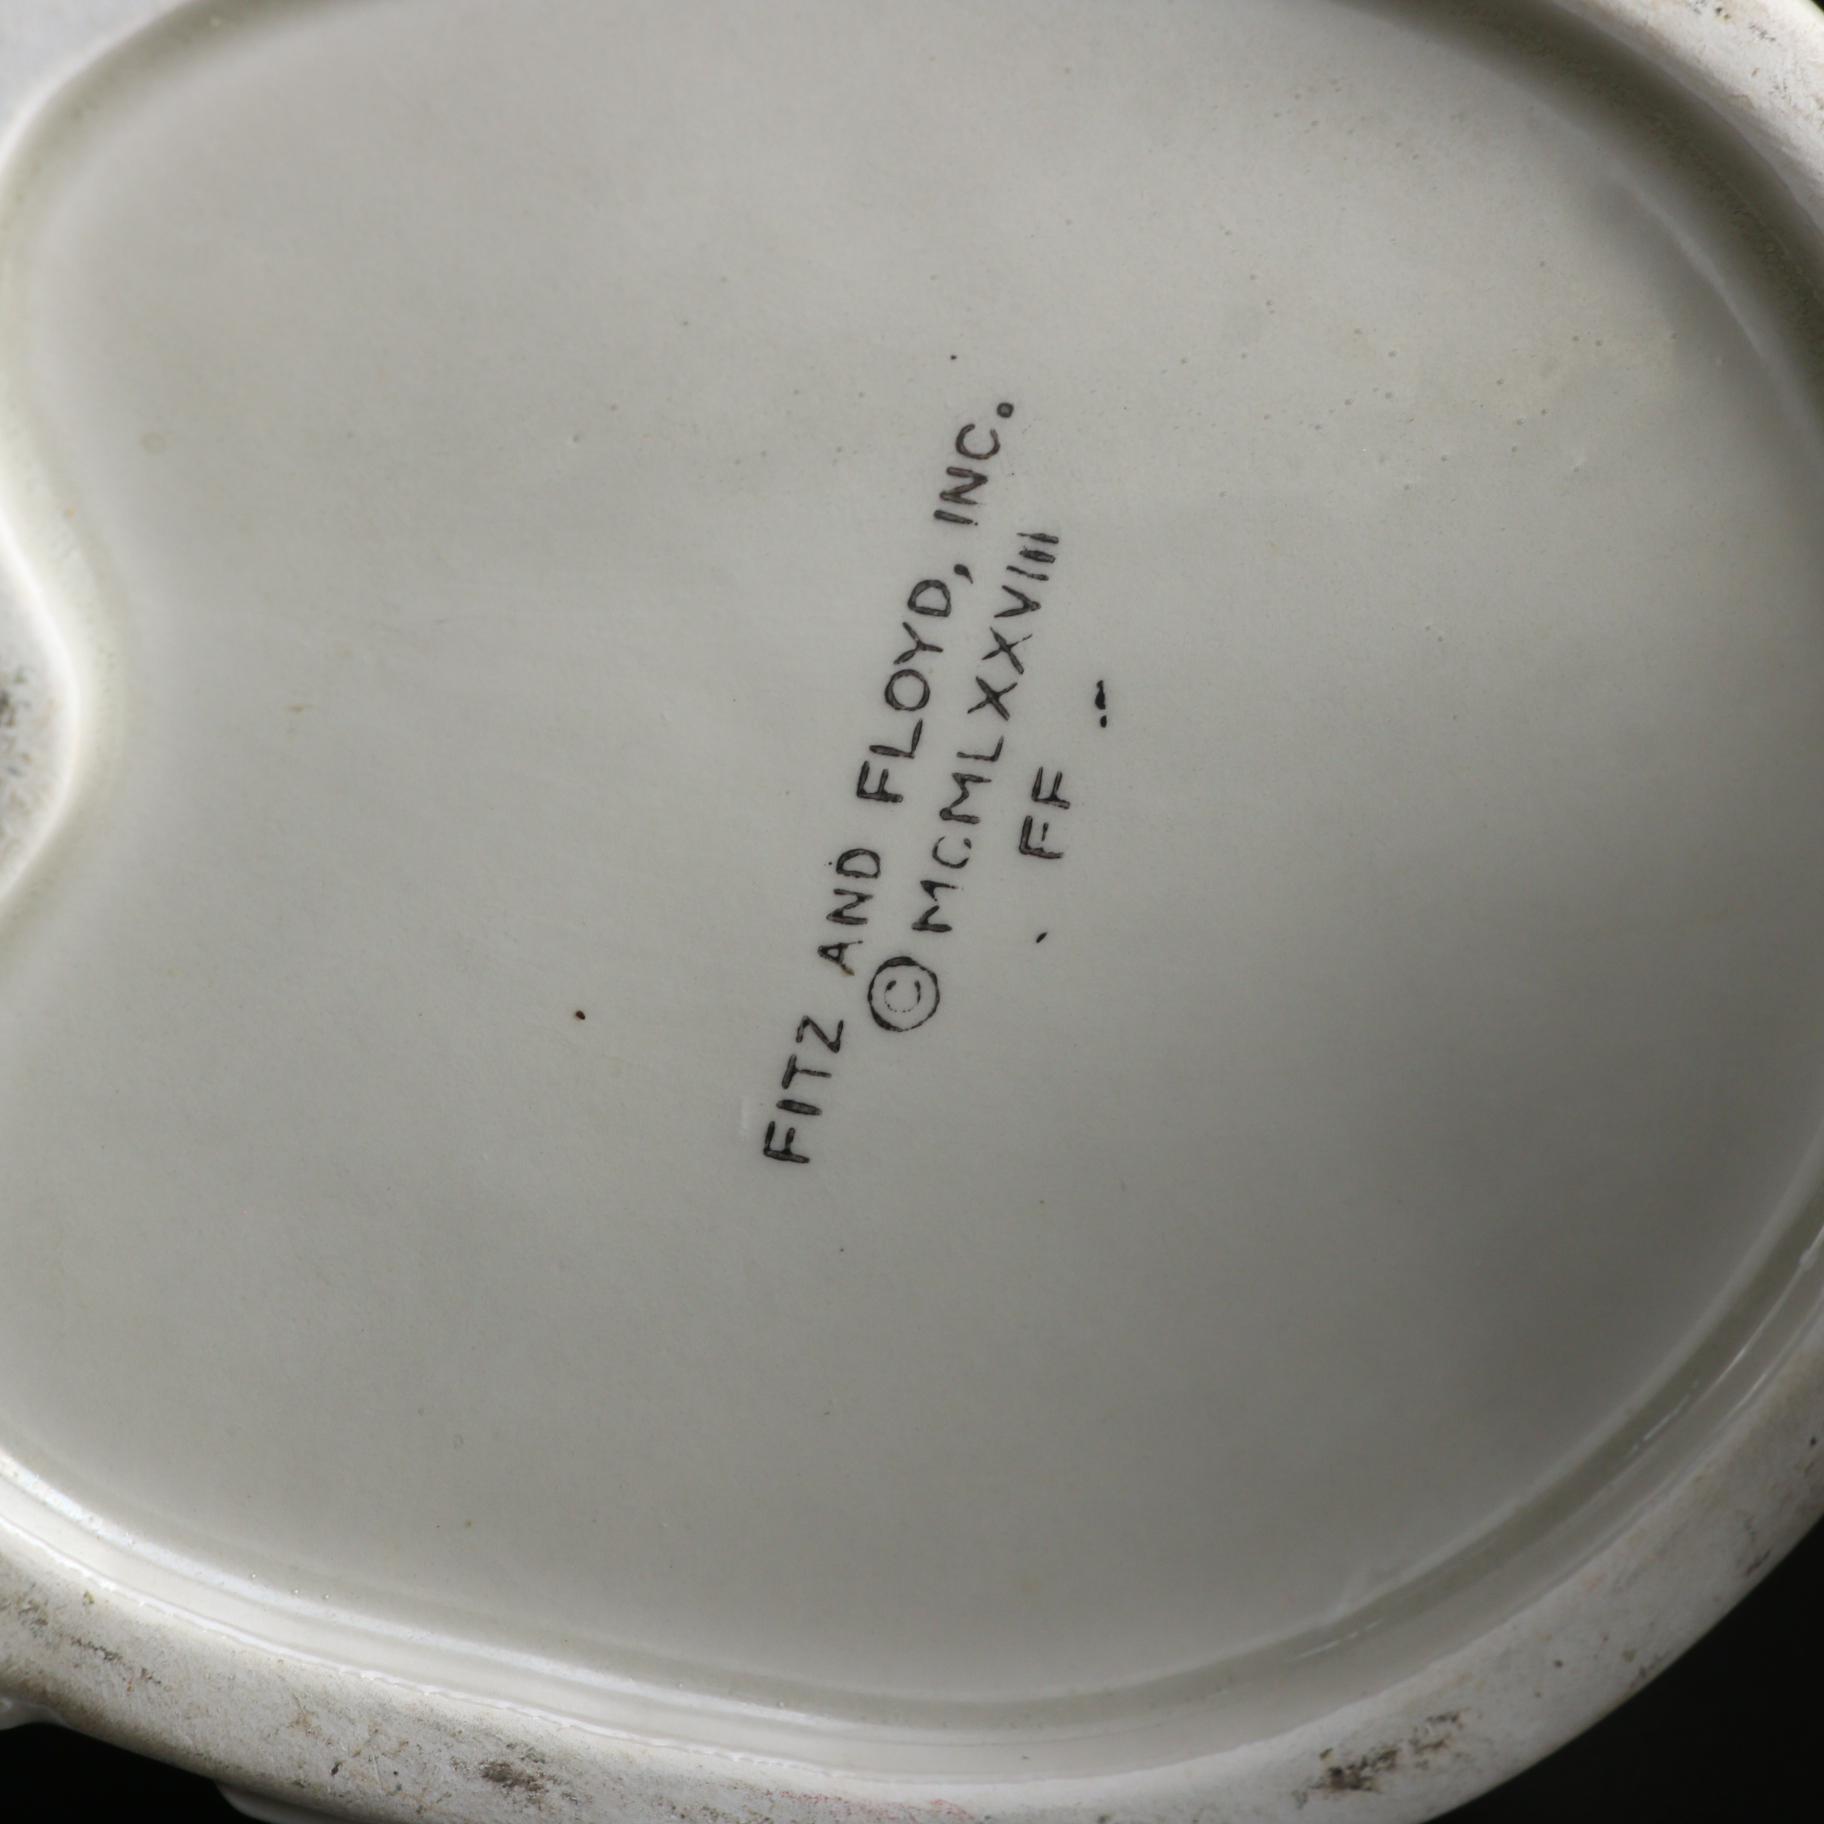 FITZ AND FLOYD, INC.
© MCMLXXVIII
FF